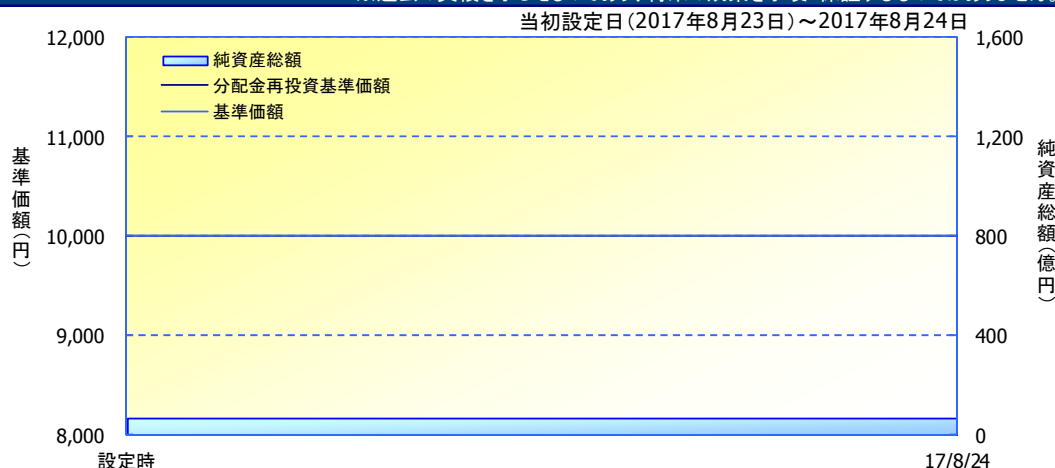 当初設定日(2017年8月23日)~2017年8月24日
12,000
11,000
10,000
9,000
8,000
基準価額(円)
純資産総額
分配金再投資基準価額
基準価額
1,600
1,200
800
400
0
純資産総額(億円)
設定時
17/8/24